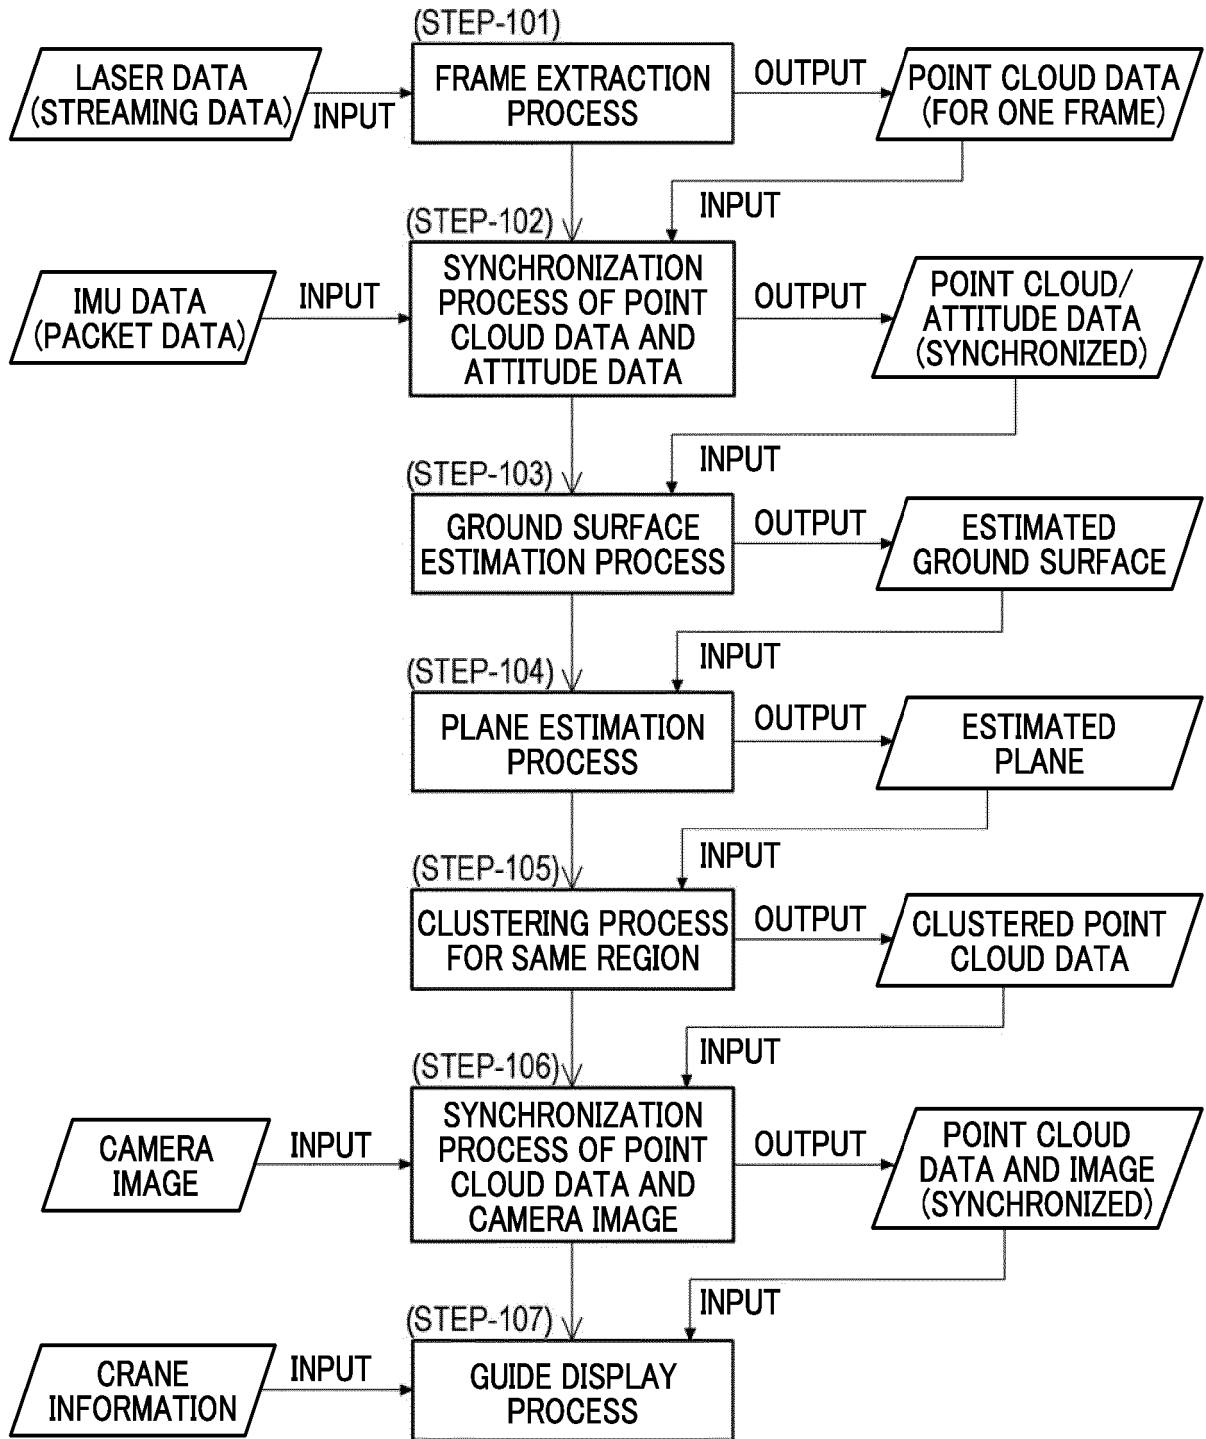 (STEP-101)
LASER DATA
(STREAMING DATA)
INPUT
FRAME EXTRACTION
PROCESS
OUTPUT
POINT CLOUD DATA
(FOR ONE FRAME)
INPUT
(STEP-102)
IMU DATA
(PACKET DATA)
INPUT
SYNCHRONIZATION
PROCESS OF POINT
CLOUD DATA AND
ATTITUDE DATA
OUTPUT
POINT CLOUD/
ATTITUDE DATA
(SYNCHRONIZED)
INPUT
(STEP-103)
GROUND SURFACE
ESTIMATION PROCESS
OUTPUT
ESTIMATED
GROUND SURFACE
INPUT
(STEP-104)
PLANE ESTIMATION
PROCESS
OUTPUT
ESTIMATED
PLANE
INPUT
(STEP-105)
CLUSTERING PROCESS
FOR SAME REGION
OUTPUT
CLUSTERED POINT
CLOUD DATA
INPUT
(STEP-106)
CAMERA
IMAGE
INPUT
SYNCHRONIZATION
PROCESS OF POINT
CLOUD DATA AND
CAMERA IMAGE
OUTPUT
POINT CLOUD
DATA AND IMAGE
(SYNCHRONIZED)
INPUT
(STEP-107)
CRANE
INFORMATION
INPUT
GUIDE DISPLAY
PROCESS